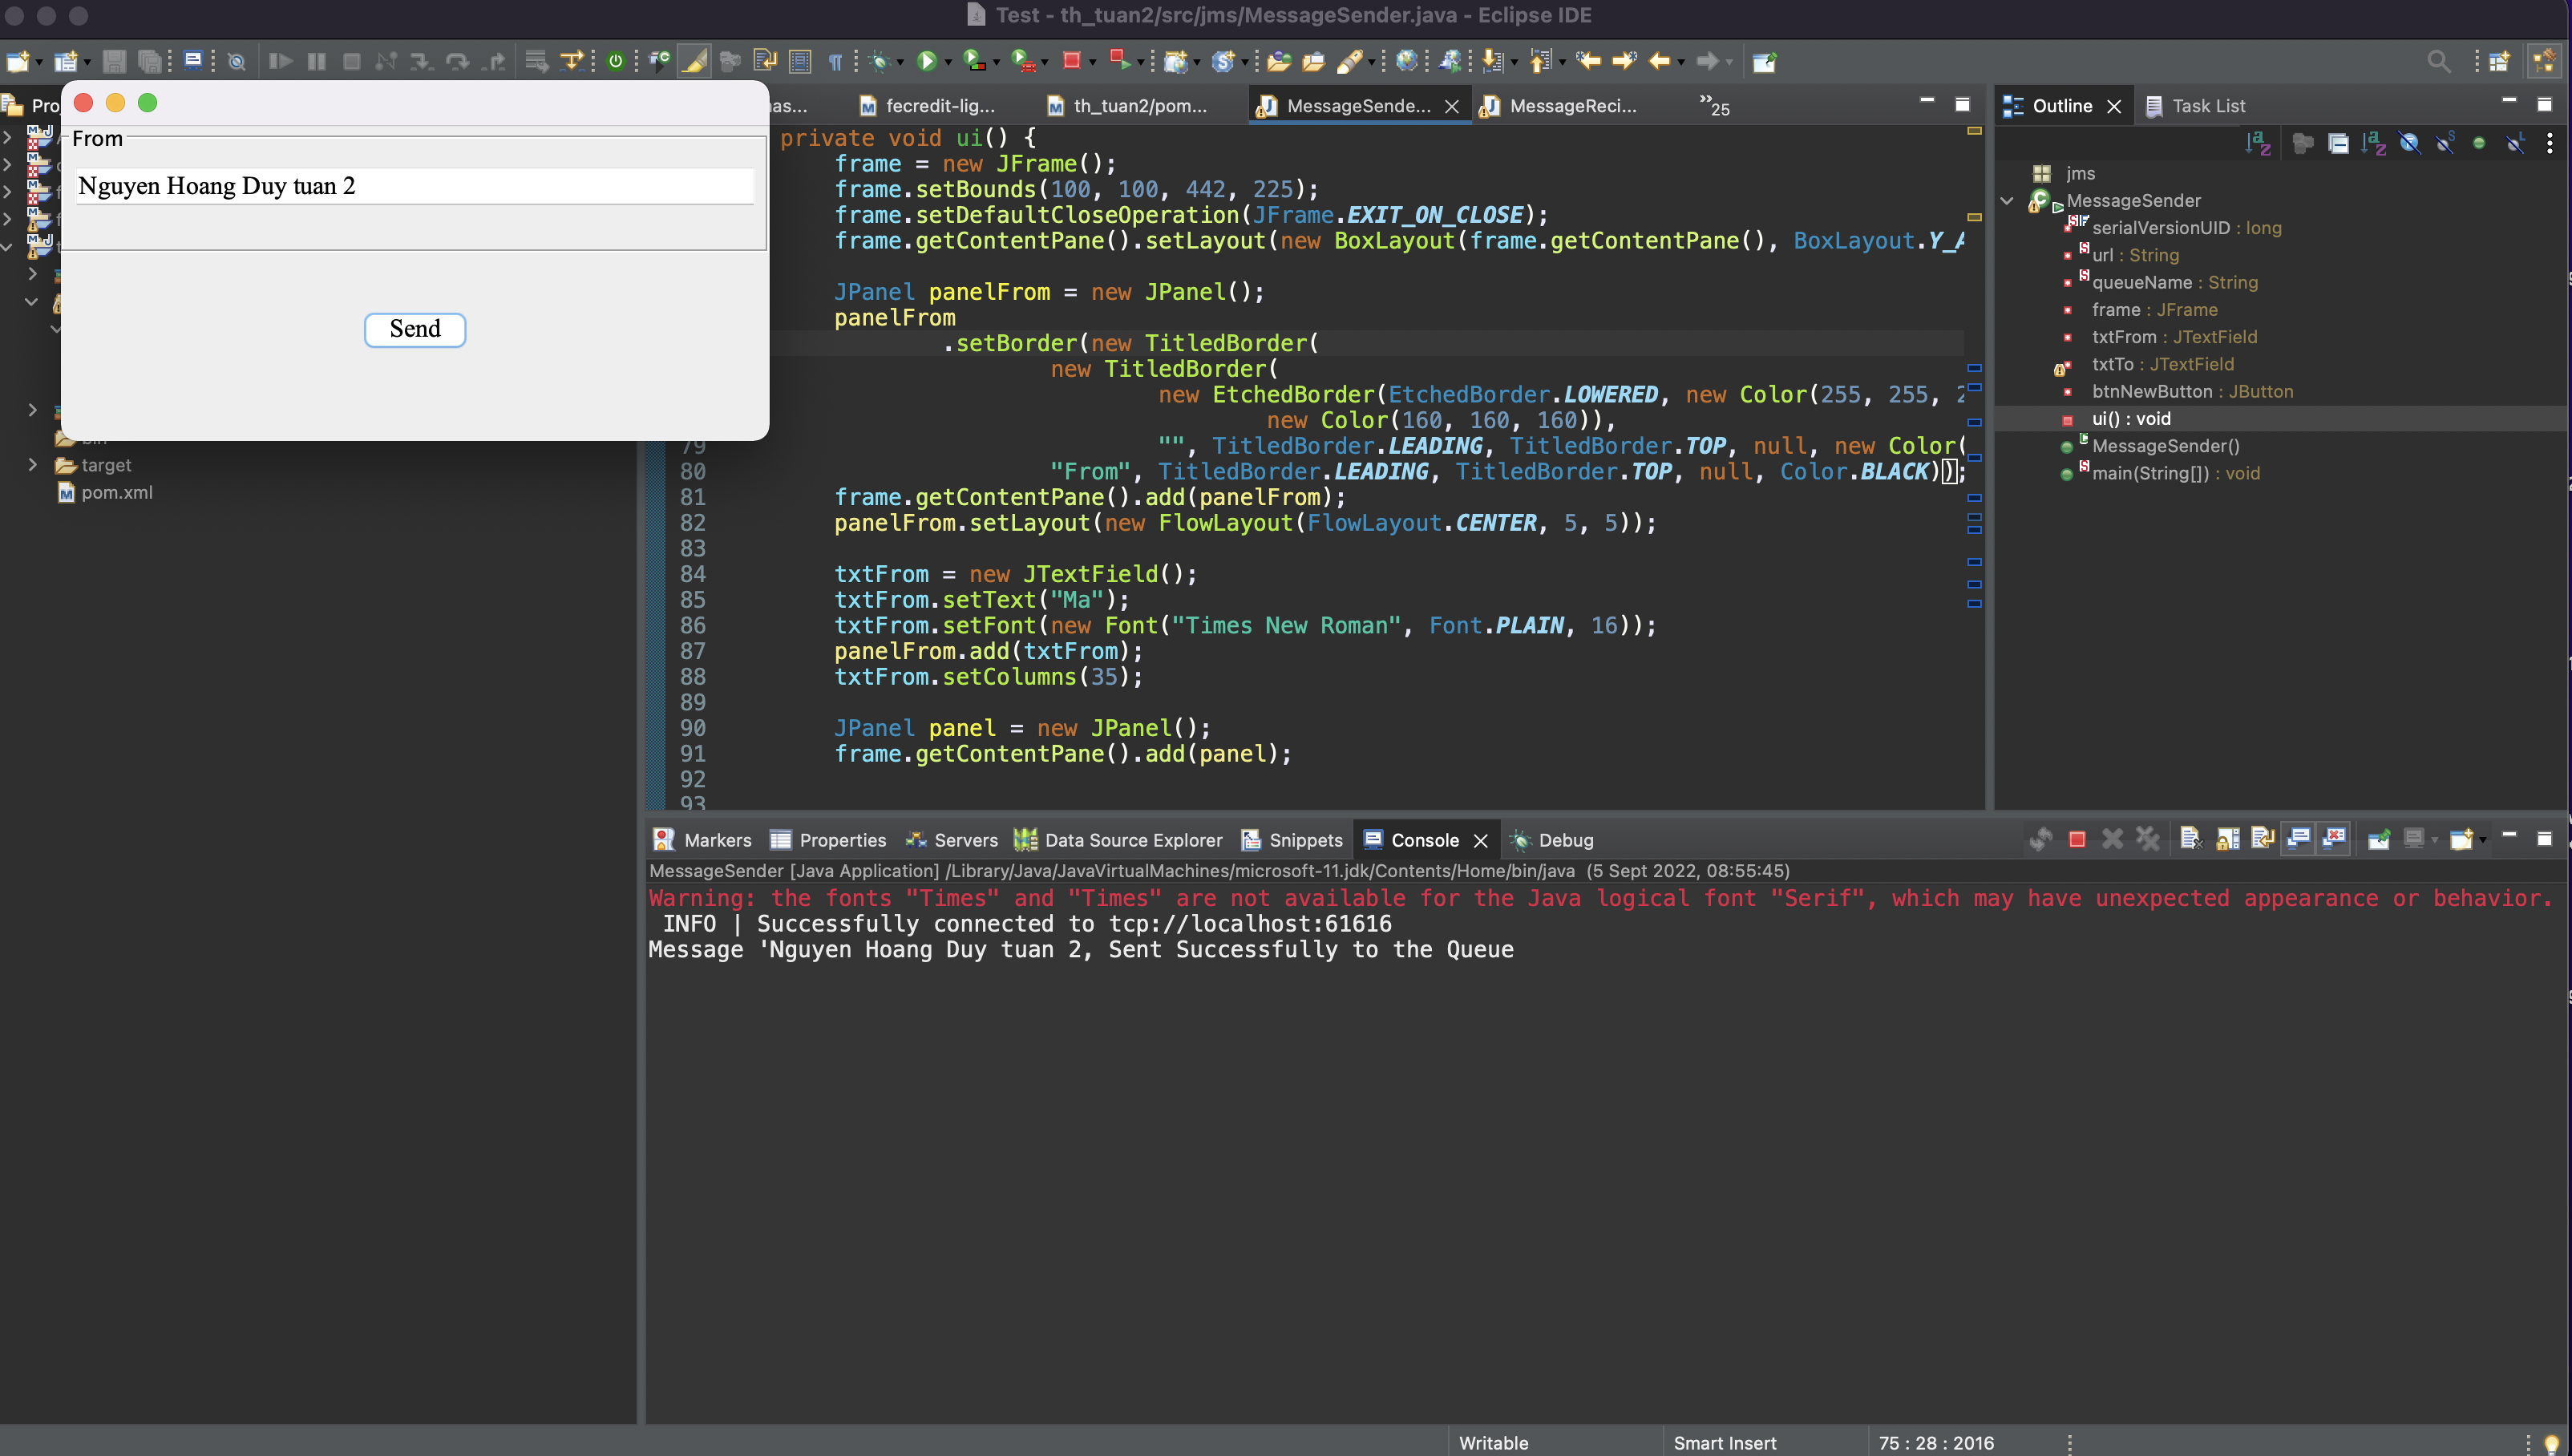 Test - th_tuan2/src/jms/MessageSender.java - Eclipse IDE
From
Nguyen Hoang Duy tuan 2
Send
target
pom.xml
fecredit-lig...
th_tuan2/pom...
MessageSende...
MessageReci...
25
private void ui() {
frame = new JFrame();
frame.setBounds(100, 100, 442, 225);
frame.setDefaultCloseOperation(JFrame.EXIT_ON_CLOSE);
frame.getContentPane().setLayout(new BoxLayout(frame.getContentPane(), BoxLayout.Y_A
JPanel panelFrom = new JPanel();
panelFrom
.setBorder(new TitledBorder(
new TitledBorder(
new EtchedBorder(EtchedBorder.LOWERED, new Color(255, 255, 2
new Color(160, 160, 160)),
79 "", TitledBorder.LEADING, TitledBorder.TOP, null, new Color(
80 "From", TitledBorder.LEADING, TitledBorder.TOP, null, Color.BLACK));
81 frame.getContentPane().add(panelFrom);
82 panelFrom.setLayout(new FlowLayout(FlowLayout.CENTER, 5, 5));
83
84 txtFrom = new JTextField();
85 txtFrom.setText("Ma");
86 txtFrom.setFont(new Font("Times New Roman", Font.PLAIN, 16));
87 panelFrom.add(txtFrom);
88 txtFrom.setColumns(35);
89
90 JPanel panel = new JPanel();
91 frame.getContentPane().add(panel);
92
93
Outline
Task List
jms
MessageSender
serialVersionUID : long
url : String
queueName : String
frame : JFrame
txtFrom : JTextField
txtTo : JTextField
btnNewButton : JButton
ui() : void
MessageSender()
main(String[]) : void
Markers Properties Servers Data Source Explorer Snippets Console Debug
MessageSender [Java Application] /Library/Java/JavaVirtualMachines/microsoft-11.jdk/Contents/Home/bin/java (5 Sept 2022, 08:55:45)
Warning: the fonts "Times" and "Times" are not available for the Java logical font "Serif", which may have unexpected appearance or behavior.
INFO | Successfully connected to tcp://localhost:61616
Message 'Nguyen Hoang Duy tuan 2, Sent Successfully to the Queue
Writable
Smart Insert
75 : 28 : 2016